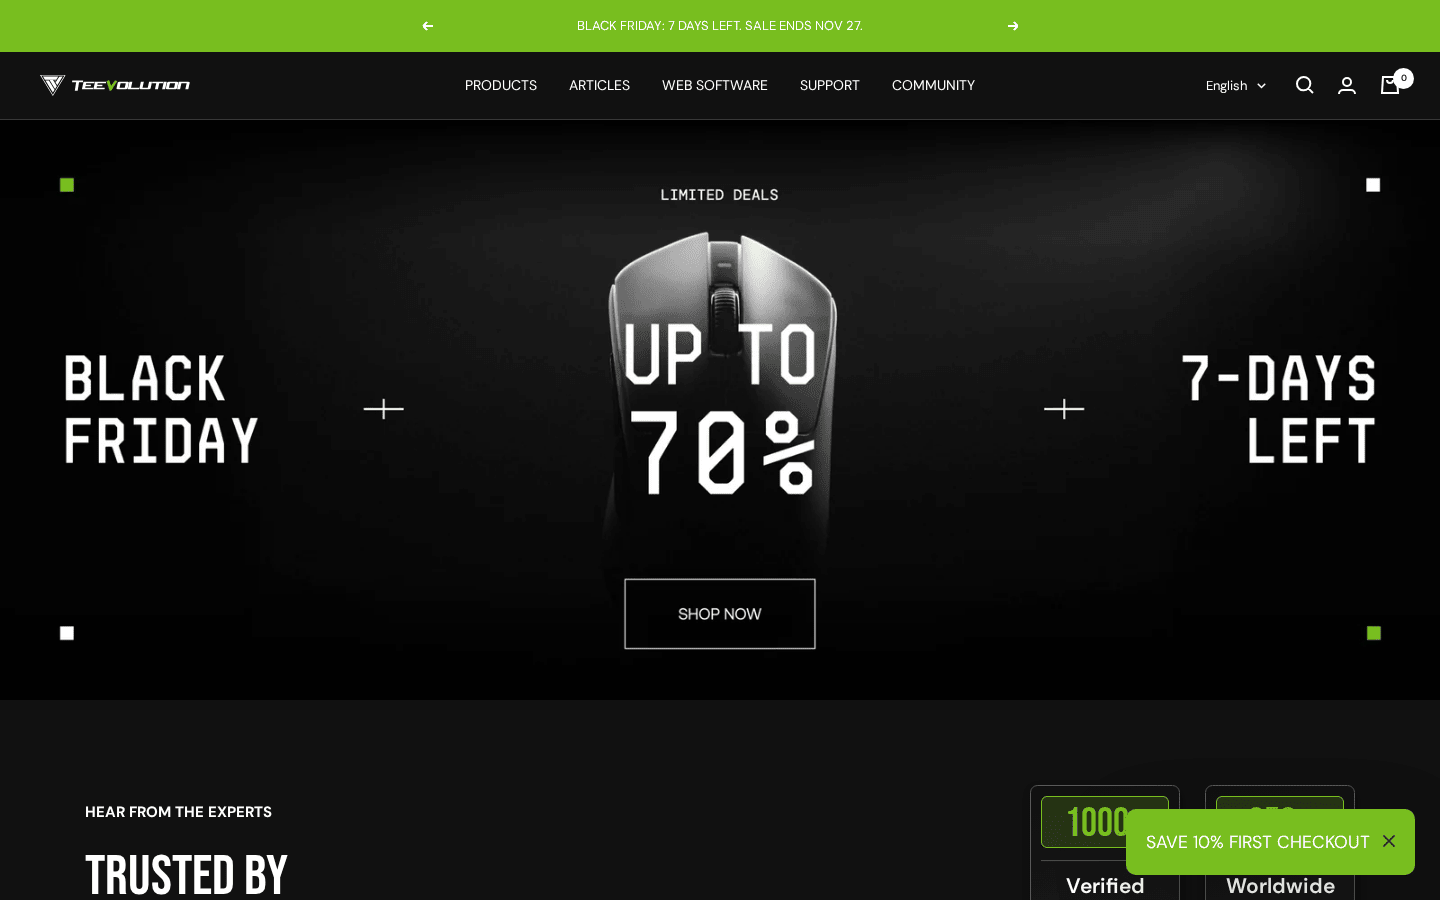 BLACK FRIDAY: 7 DAYS LEFT. SALE ENDS NOV 27.
TEEVOLUTION
PRODUCTS
ARTICLES
WEB SOFTWARE
SUPPORT
COMMUNITY
English
0
LIMITED DEALS
BLACK
FRIDAY
UP TO
70%
7-DAYS
LEFT
SHOP NOW
HEAR FROM THE EXPERTS
TRUSTED BY
1000
Verified
Worldwide
SAVE 10% FIRST CHECKOUT